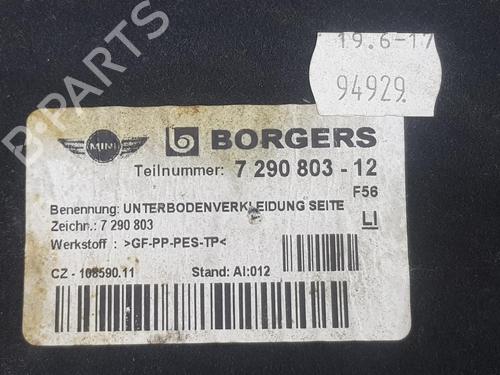 19.6-17
94929
B-PARTS
MINI
BORGERS
Teilnummer: 7 290 803 - 12
F56
Benennung: UNTERBODENVERKLEIDUNG SEITE
LI
Zeichn.: 7 290 803
Werkstoff : >GF-PP-PES-TP<
CZ - 108590.11 Stand: AI:012